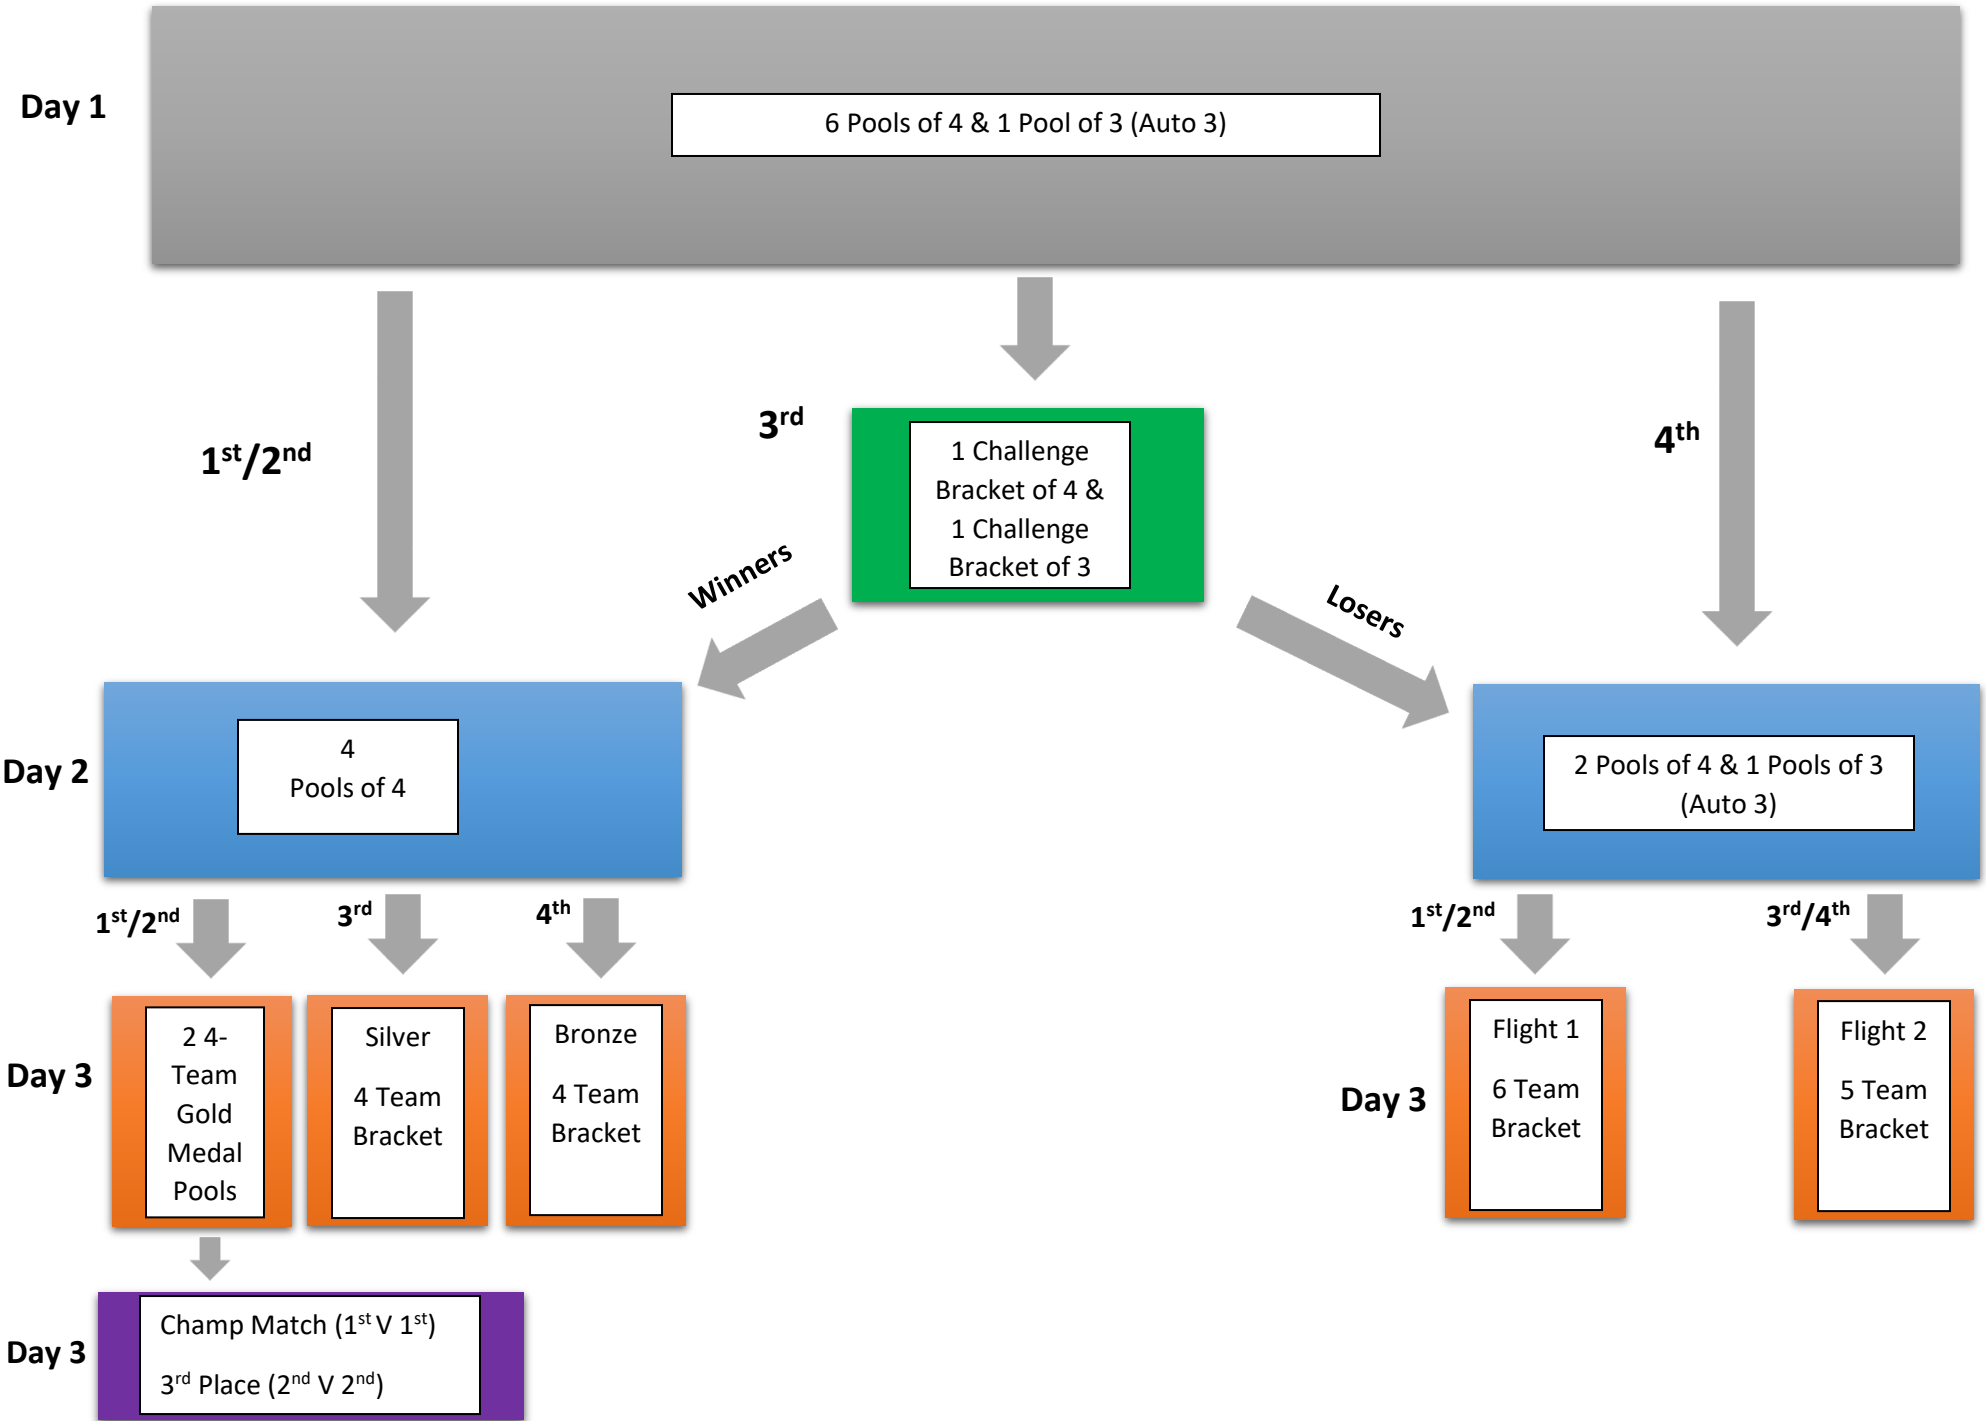 Day 1
6 Pools of 4 & 1 Pool of 3 (Auto 3)
1st/2nd
3rd
1 Challenge
Bracket of 4 &
1 Challenge
Bracket of 3
4th
Winners
Losers
Day 2
4
Pools of 4
2 Pools of 4 & 1 Pools of 3
(Auto 3)
1st/2nd
3rd
4th
1st/2nd
3rd/4th
Day 3
2 4-
Team
Gold
Medal
Pools
Silver
4 Team
Bracket
Bronze
4 Team
Bracket
Day 3
Flight 1
6 Team
Bracket
Flight 2
5 Team
Bracket
Day 3
Champ Match (1st V 1st)
3rd Place (2nd V 2nd)